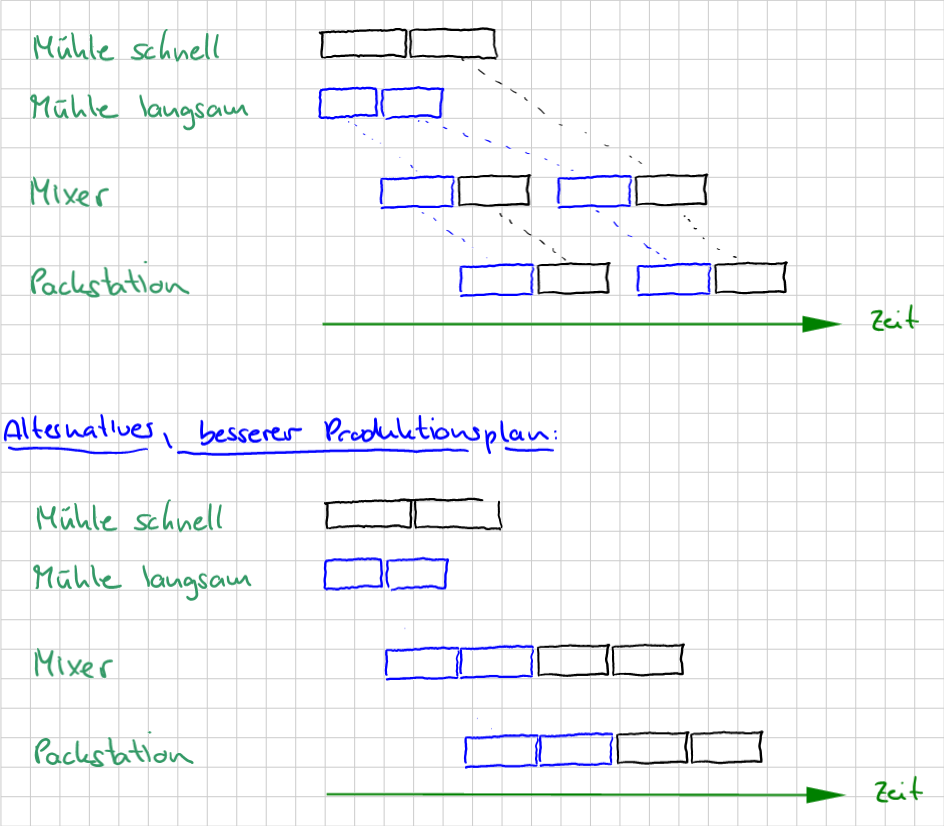 Mühle schnell
Mühle langsam
Mixer
Packstation
Zeit
Alternatives, besserer Produktionsplan:
Mühle schnell
Mühle langsam
Mixer
Packstation
Zeit